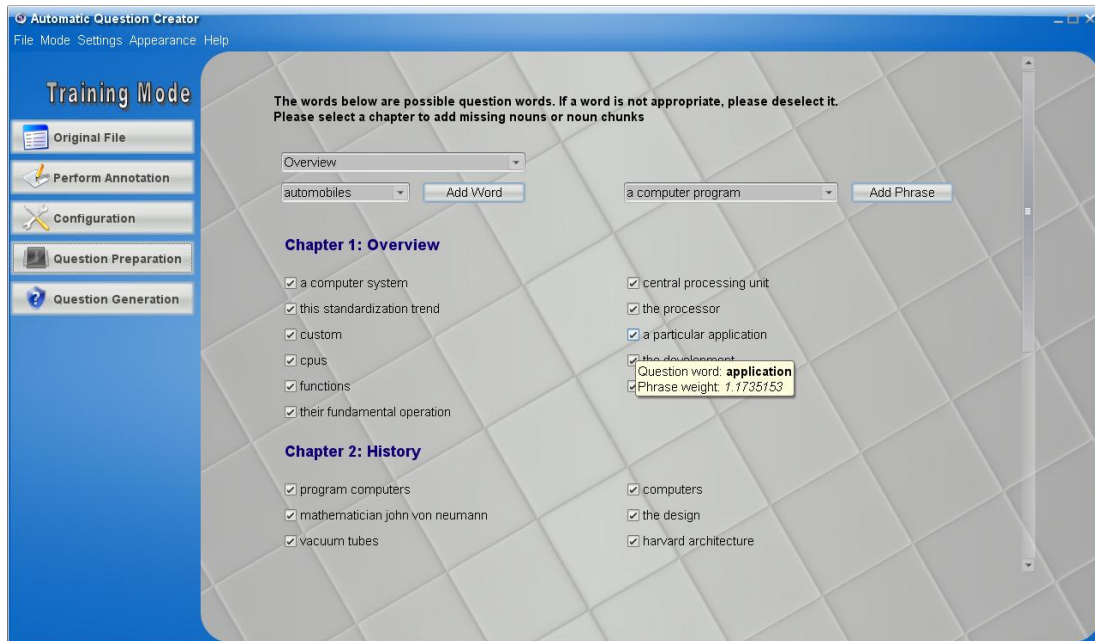 Automatic Question Creator
File Mode Settings Appearance Help
Training Mode
Original File
Perform Annotation
Configuration
Question Preparation
Question Generation
The words below are possible question words. If a word is not appropriate, please deselect it.
Please select a chapter to add missing nouns or noun chunks
Overview
automobiles Add Word a computer program Add Phrase
Chapter 1: Overview
a computer system central processing unit
this standardization trend the processor
custom a particular application
cpus the development
Question word: application
functions Phrase weight: 1.1735153
their fundamental operation
Chapter 2: History
program computers computers
mathematician john von neumann the design
vacuum tubes harvard architecture